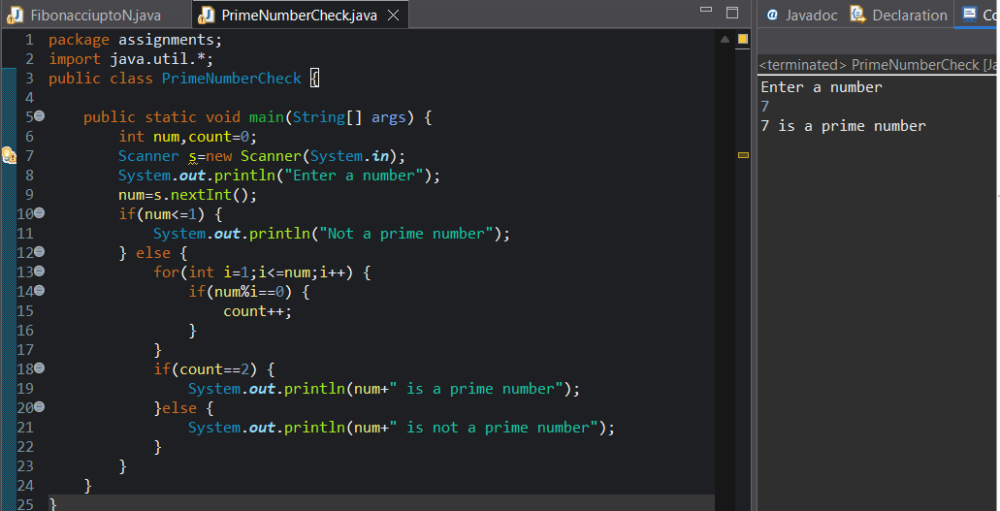 FibonacciuptoN.java PrimeNumberCheck.java
1 package assignments;
2 import java.util.*;
3 public class PrimeNumberCheck {
4
5 public static void main(String[] args) {
6 int num,count=0;
7 Scanner s=new Scanner(System.in);
8 System.out.println("Enter a number");
9 num=s.nextInt();
10 if(num<=1) {
11 System.out.println("Not a prime number");
12 } else {
13 for(int i=1;i<=num;i++) {
14 if(num%i==0) {
15 count++;
16 }
17 }
18 if(count==2) {
19 System.out.println(num+" is a prime number");
20 }else {
21 System.out.println(num+" is not a prime number");
22 }
23 }
24 }
25 }
@ Javadoc Declaration Co
<terminated> PrimeNumberCheck [Ja
Enter a number
7
7 is a prime number